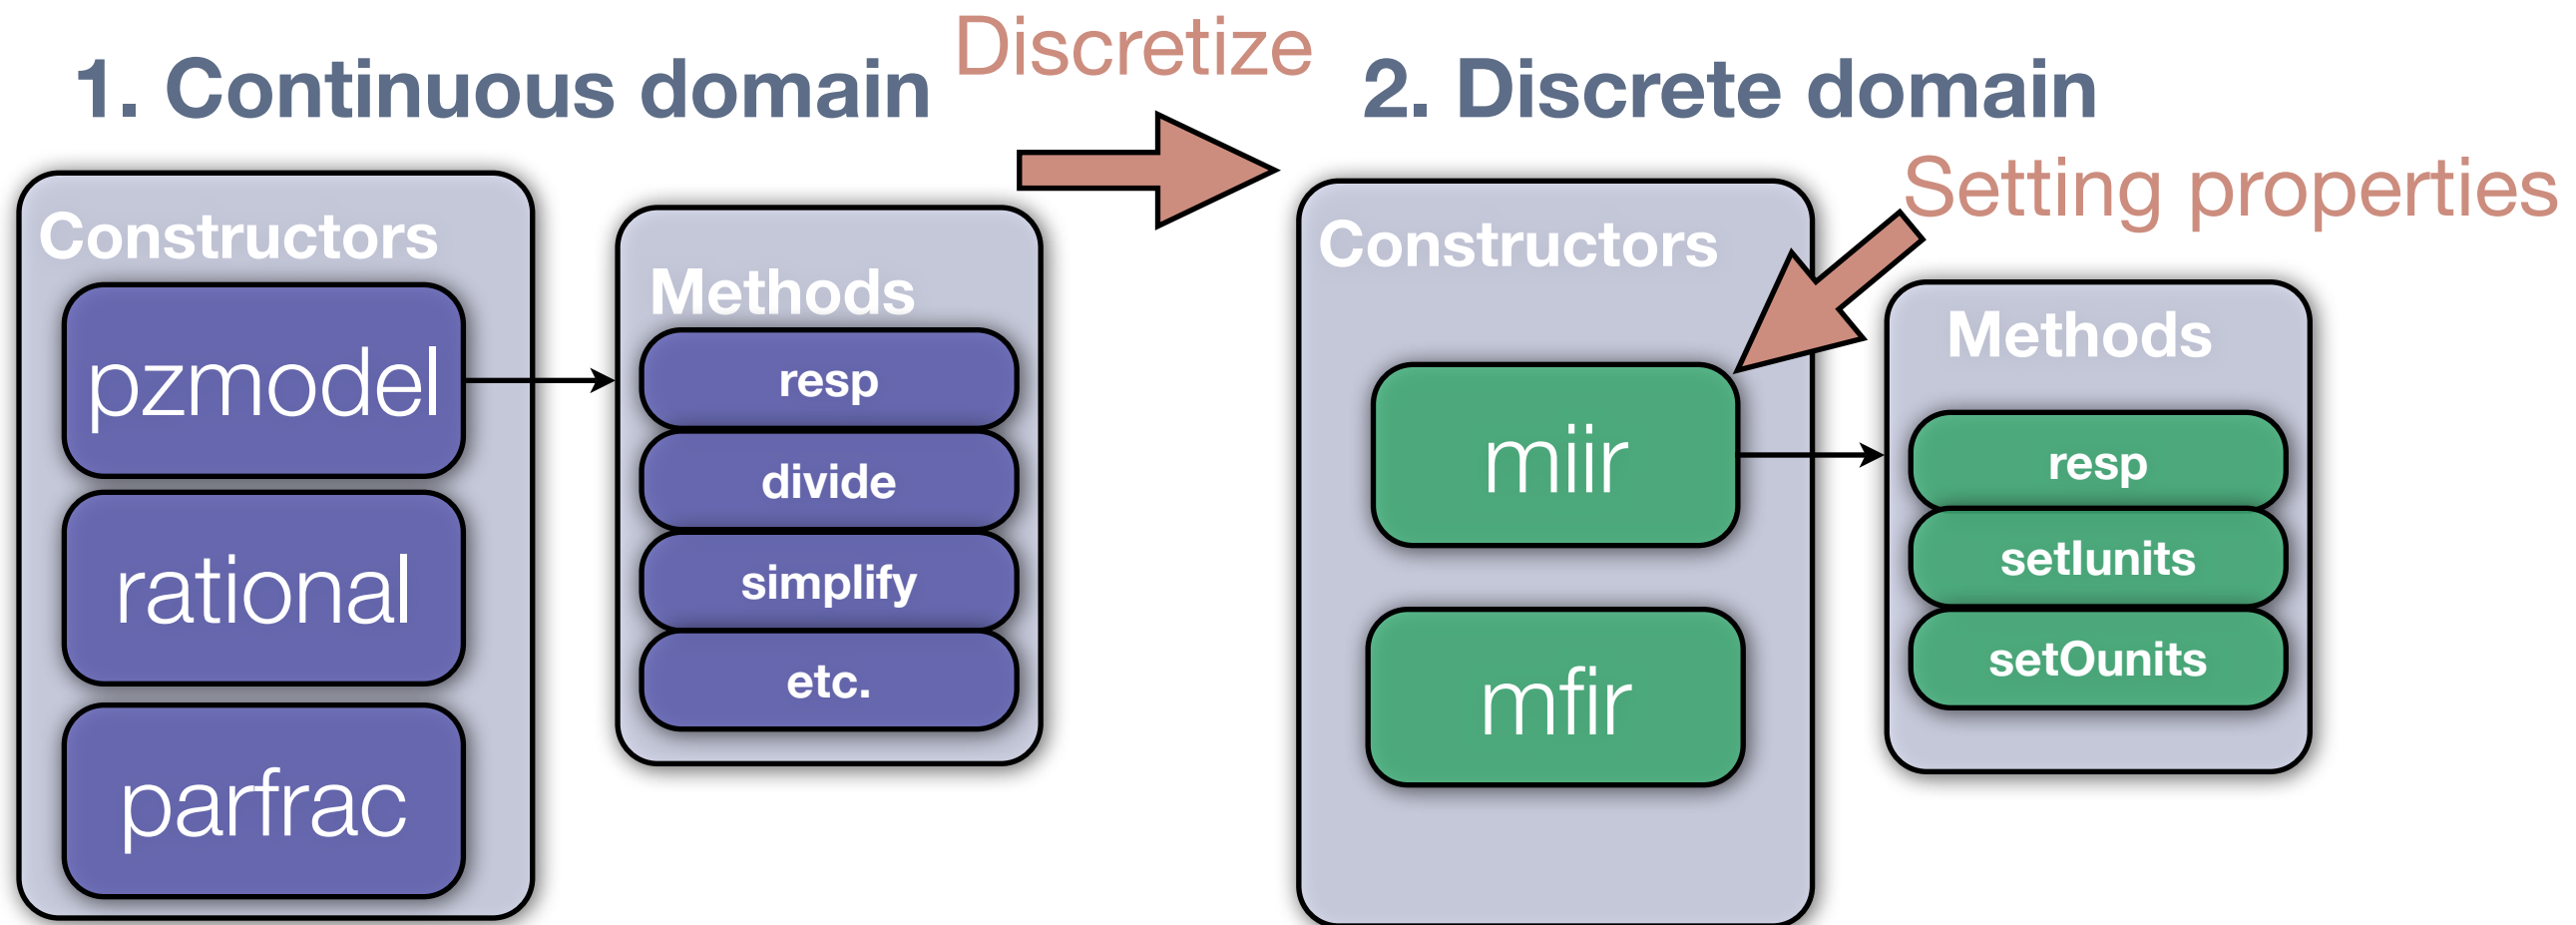 Discretize
1. Continuous domain
Constructors
pzmodel
rational
parfrac
Methods
resp
divide
simplify
etc.
2. Discrete domain
Setting properties
Constructors
miir
mfir
Methods
resp
setIunits
setOunits